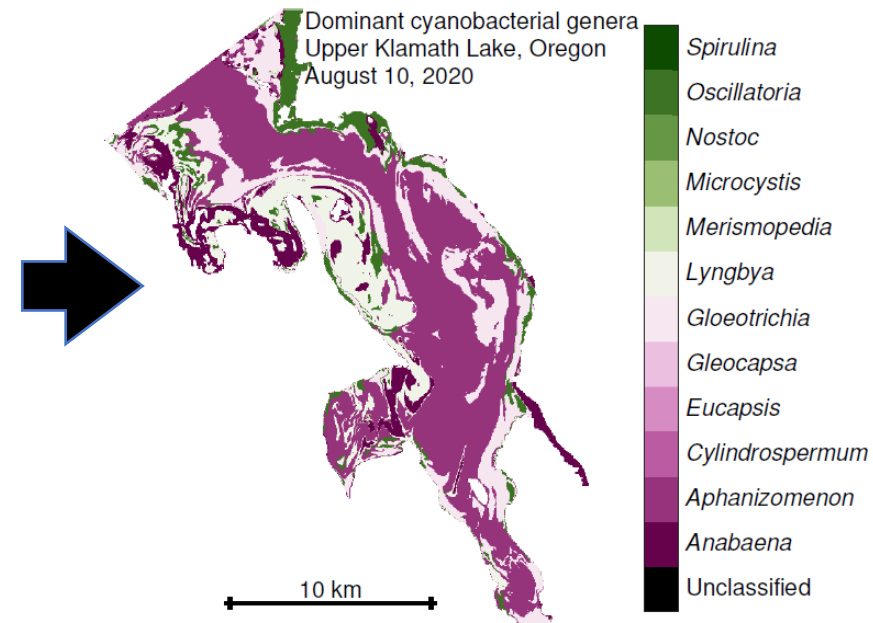 Dominant cyanobacterial genera
Upper Klamath Lake, Oregon
August 10, 2020
Spirulina
Oscillatoria
Nostoc
Microcystis
Merismopedia
Lyngbya
Gloeotrichia
Gleocapsa
Eucapsis
Cylindrospermum
Aphanizomenon
Anabaena
Unclassified
10 km